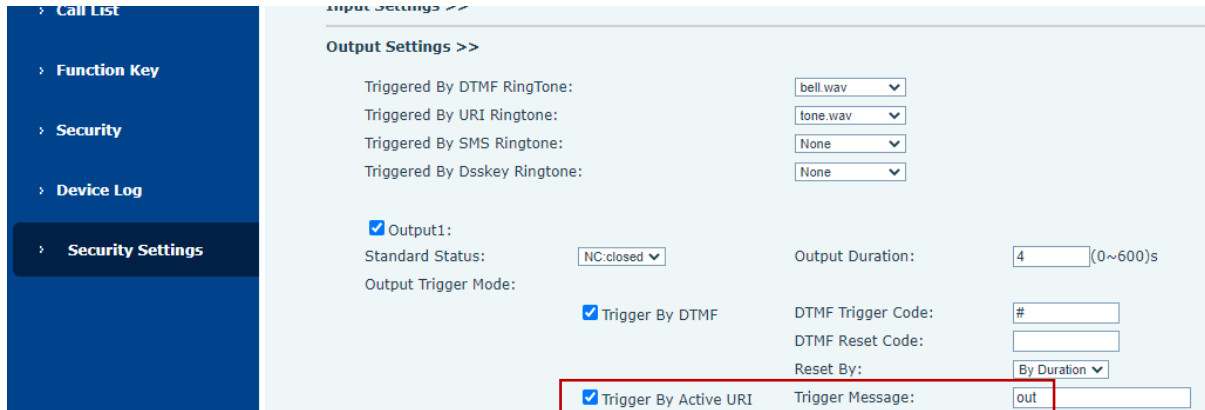 Call List
Function Key
Security
Device Log
Security Settings
Input Settings >>
Output Settings >>
Triggered By DTMF RingTone: bell.wav
Triggered By URI Ringtone: tone.wav
Triggered By SMS Ringtone: None
Triggered By Dsskey Ringtone: None
Output1:
Standard Status: NC:closed Output Duration: 4 (0~600)s
Output Trigger Mode:
Trigger By DTMF DTMF Trigger Code: #
DTMF Reset Code:
Reset By: By Duration
Trigger By Active URI Trigger Message: out